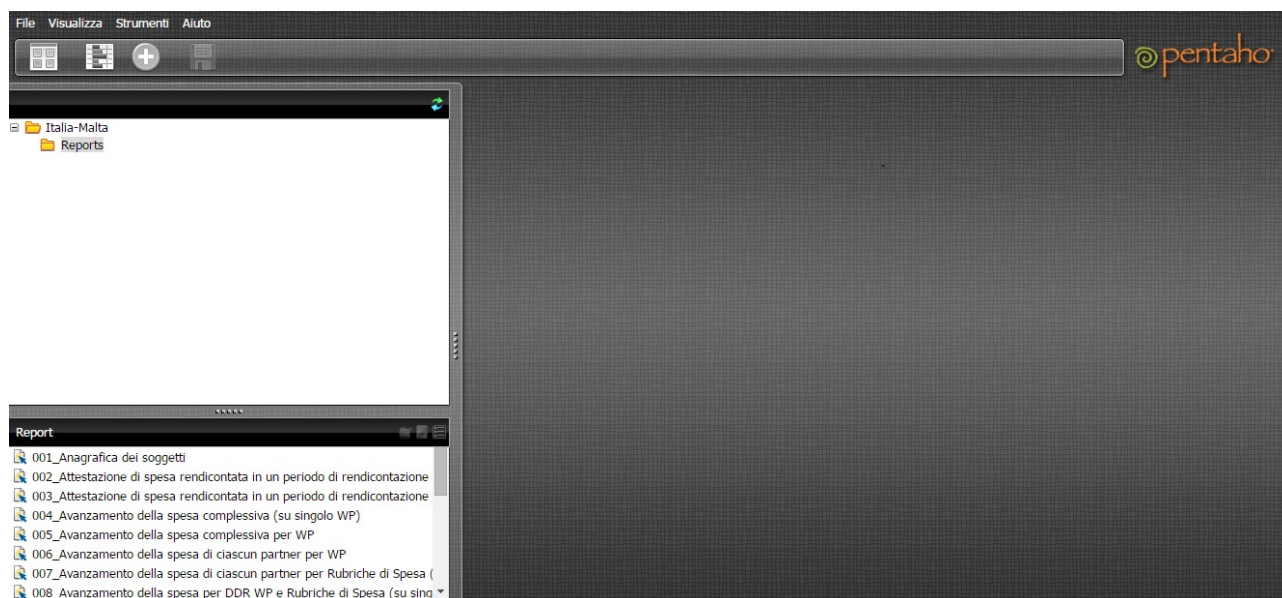 File Visualizza Strumenti Aiuto
pentaho
Italia-Malta
Reports
Report
001_Anagrafica dei soggetti
002_Attestazione di spesa rendicontata in un periodo di rendicontazione
003_Attestazione di spesa rendicontata in un periodo di rendicontazione
004_Avanzamento della spesa complessiva (su singolo WP)
005_Avanzamento della spesa complessiva per WP
006_Avanzamento della spesa di ciascun partner per WP
007_Avanzamento della spesa di ciascun partner per Rubriche di Spesa (
008_Avanzamento della spesa per DDR WP e Rubriche di Spesa (su sing